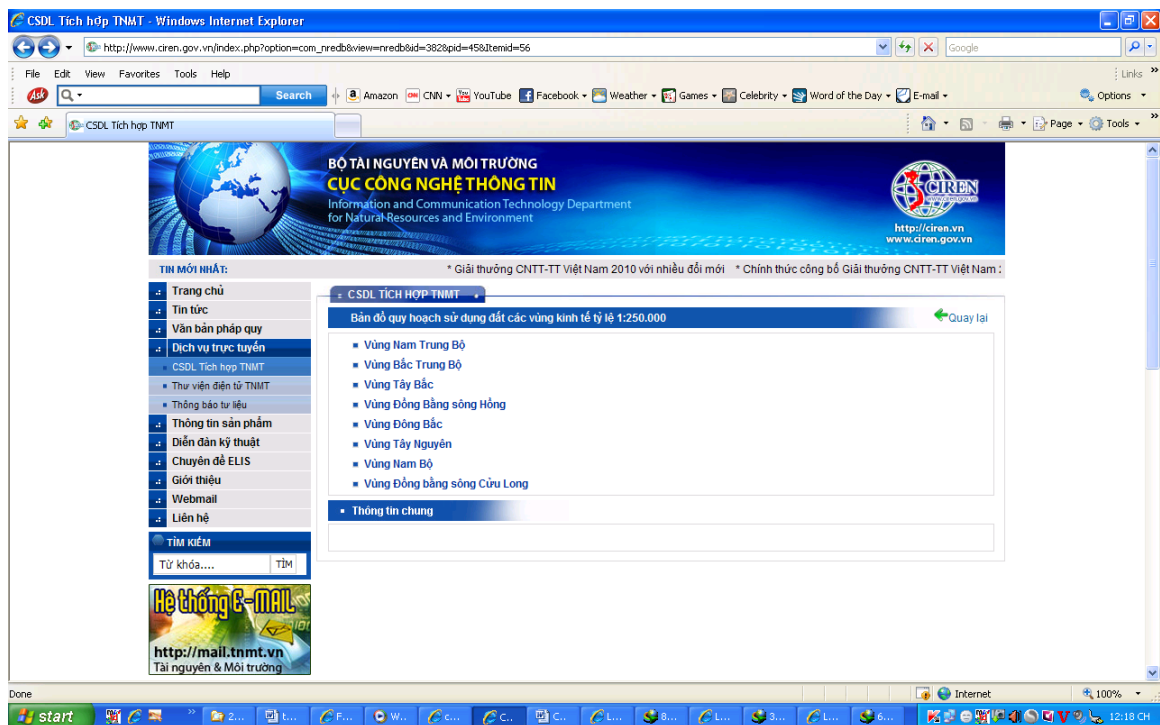 CSDL Tích hợp TNMT - Windows Internet Explorer
http://www.ciren.gov.vn/index.php?option=com_nredb&view=nredb&id=382&pid=45&Itemid=56
Google
File Edit View Favorites Tools Help
Links
Ask
Search
Amazon CNN YouTube Facebook Weather Games Celebrity Word of the Day E-mail
Options
CSDL Tích hợp TNMT
Page Tools
BỘ TÀI NGUYÊN VÀ MÔI TRƯỜNG
CỤC CÔNG NGHỆ THÔNG TIN
Information and Communication Technology Department
for Natural Resources and Environment
CIREN
www.ciren.gov.vn
http://ciren.vn
www.ciren.gov.vn
TIN MỚI NHẤT:
* Giải thưởng CNTT-TT Việt Nam 2010 với nhiều đổi mới * Chính thức công bố Giải thưởng CNTT-TT Việt Nam
Trang chủ
Tin tức
Văn bản pháp quy
Dịch vụ trực tuyến
CSDL Tích hợp TNMT
Thư viện điện tử TNMT
Thông báo tư liệu
Thông tin sản phẩm
Diễn đàn kỹ thuật
Chuyên đề ELIS
Giới thiệu
Webmail
Liên hệ
TÌM KIẾM
Từ khóa....
TÌM
Hệ thống E-MAIL
http://mail.tnmt.vn
Tài nguyên & Môi trường
CSDL TÍCH HỢP TNMT
Bản đồ quy hoạch sử dụng đất các vùng kinh tế tỷ lệ 1:250.000
Quay lại
Vùng Nam Trung Bộ
Vùng Bắc Trung Bộ
Vùng Tây Bắc
Vùng Đồng Bằng sông Hồng
Vùng Đông Bắc
Vùng Tây Nguyên
Vùng Nam Bộ
Vùng Đồng bằng sông Cửu Long
Thông tin chung
Done
Internet
100%
start
2...
t...
F...
W...
c...
C...
C...
L...
8...
L...
3...
L...
6...
12:18 CH